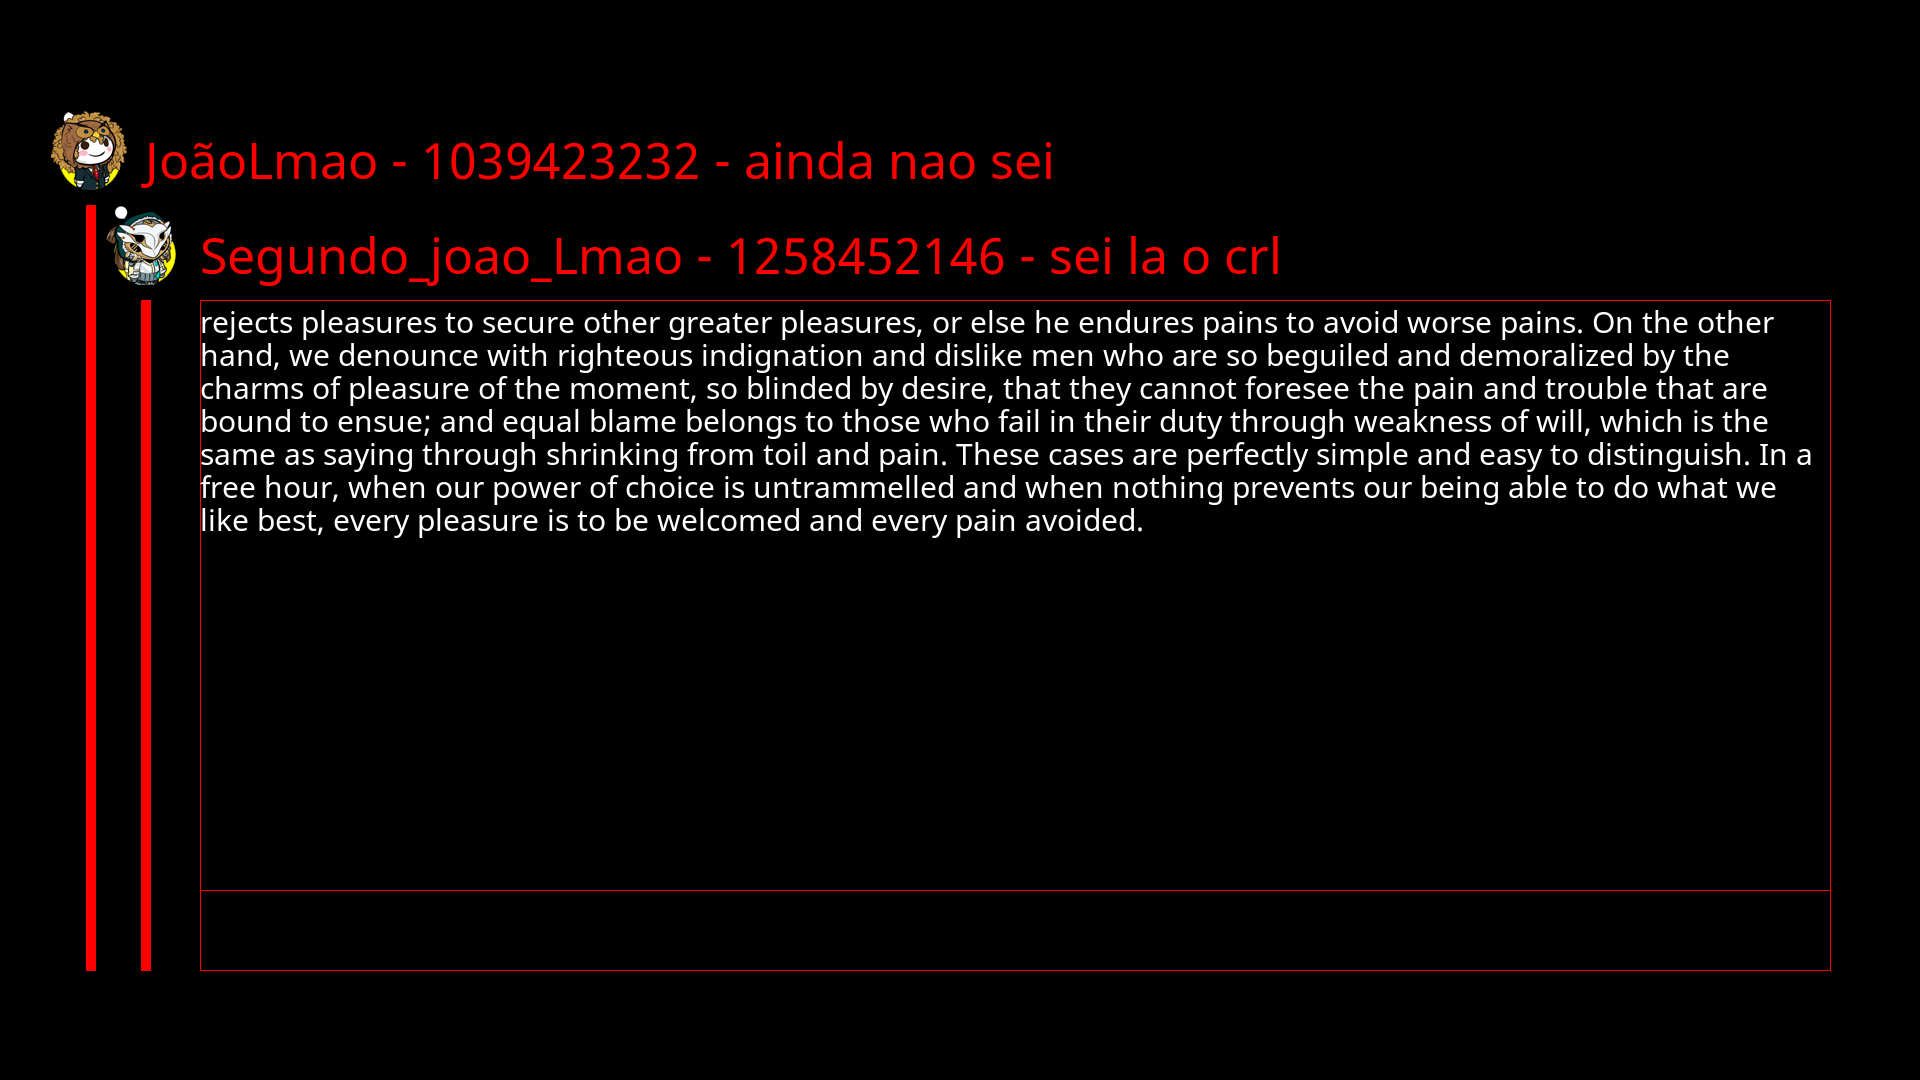 JoãoLmao - 1039423232 - ainda nao sei
Segundo_joao_Lmao - 1258452146 - sei la o crl
rejects pleasures to secure other greater pleasures, or else he endures pains to avoid worse pains. On the other
hand, we denounce with righteous indignation and dislike men who are so beguiled and demoralized by the
charms of pleasure of the moment, so blinded by desire, that they cannot foresee the pain and trouble that are
bound to ensue; and equal blame belongs to those who fail in their duty through weakness of will, which is the
same as saying through shrinking from toil and pain. These cases are perfectly simple and easy to distinguish. In a
free hour, when our power of choice is untrammelled and when nothing prevents our being able to do what we
like best, every pleasure is to be welcomed and every pain avoided.